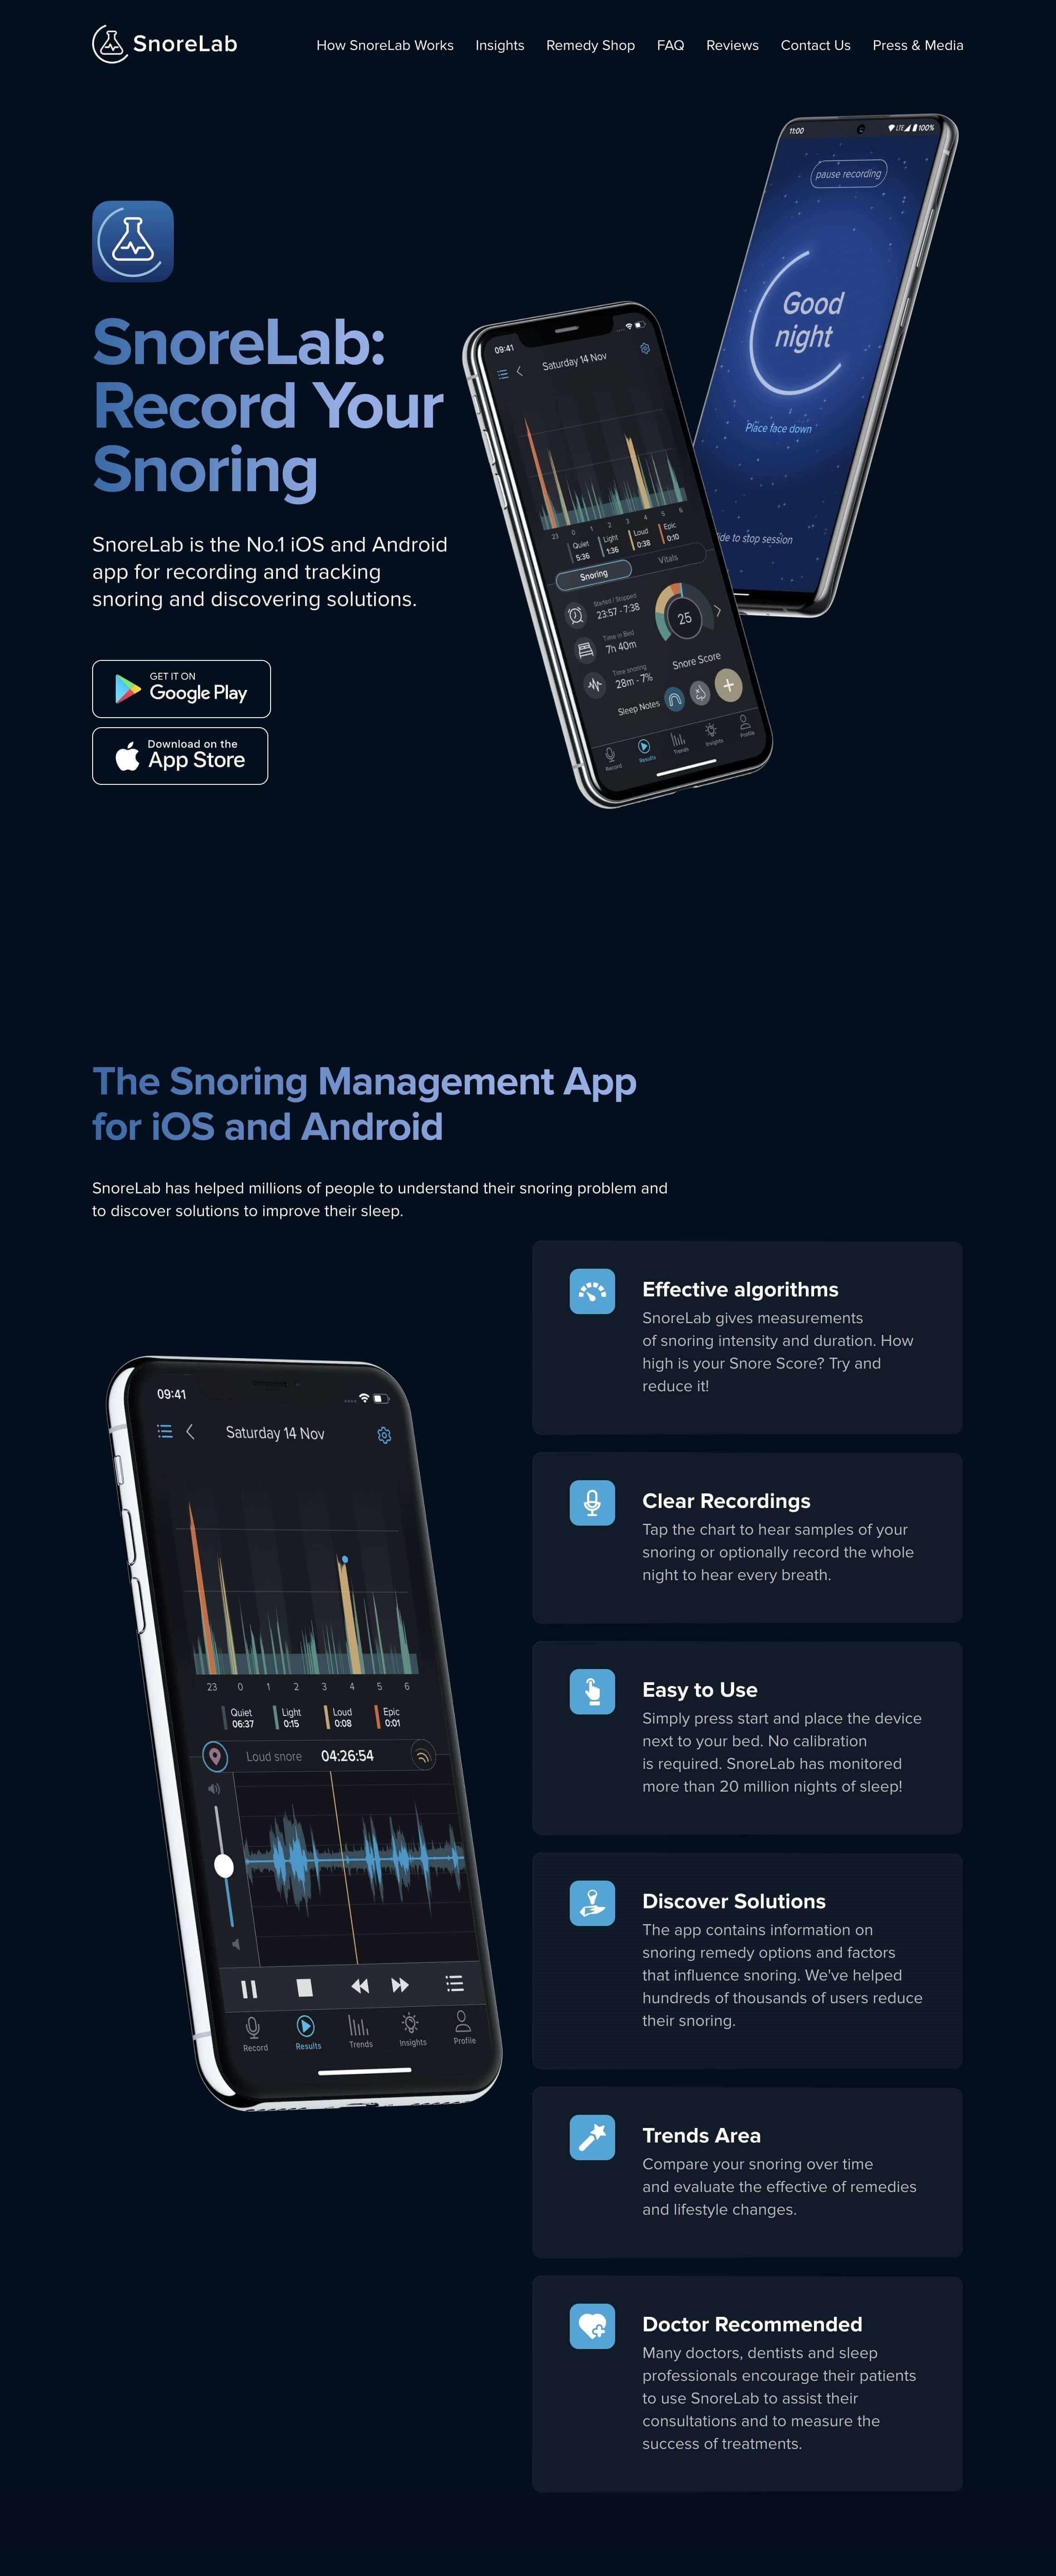 SnoreLab
How SnoreLab Works
Insights
Remedy Shop
FAQ
Reviews
Contact Us
Press & Media
11:00
LTE
100%
pause recording
Good
night
Place face down
ide to stop session
SnoreLab:
Record Your
Snoring
SnoreLab is the No.1 iOS and Android
app for recording and tracking
snoring and discovering solutions.
GET IT ON
Google Play
Download on the
App Store
09:41
Saturday 14 Nov
23 0 1 2 3 4 5 6
Quiet Light Loud Epic
5:36 1:36 0:38 0:10
Snoring
Vitals
Started / Stopped
23:57 - 7:38
Time in Bed
7h 40m
Time snoring
28m - 7%
25
Snore Score
Sleep Notes
Record
Results
Trends
Insights
Profile
The Snoring Management App
for iOS and Android
SnoreLab has helped millions of people to understand their snoring problem and
to discover solutions to improve their sleep.
09:41
Saturday 14 Nov
23 0 1 2 3 4 5 6
Quiet Light Loud Epic
06:37 0:15 0:08 0:01
Loud snore 04:26:54
Record
Results
Trends
Insights
Profile
Effective algorithms
SnoreLab gives measurements
of snoring intensity and duration. How
high is your Snore Score? Try and
reduce it!
Clear Recordings
Tap the chart to hear samples of your
snoring or optionally record the whole
night to hear every breath.
Easy to Use
Simply press start and place the device
next to your bed. No calibration
is required. SnoreLab has monitored
more than 20 million nights of sleep!
Discover Solutions
The app contains information on
snoring remedy options and factors
that influence snoring. We've helped
hundreds of thousands of users reduce
their snoring.
Trends Area
Compare your snoring over time
and evaluate the effective of remedies
and lifestyle changes.
Doctor Recommended
Many doctors, dentists and sleep
professionals encourage their patients
to use SnoreLab to assist their
consultations and to measure the
success of treatments.